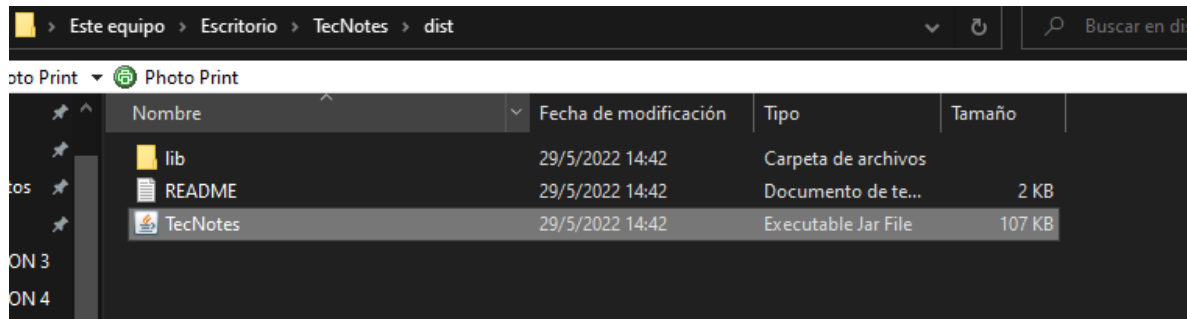 Este equipo > Escritorio > TecNotes > dist Buscar en dis
oto Print Photo Print
Nombre Fecha de modificación Tipo Tamaño
lib 29/5/2022 14:42 Carpeta de archivos
tos README 29/5/2022 14:42 Documento de te... 2 KB
TecNotes 29/5/2022 14:42 Executable Jar File 107 KB
ON 3
ON 4